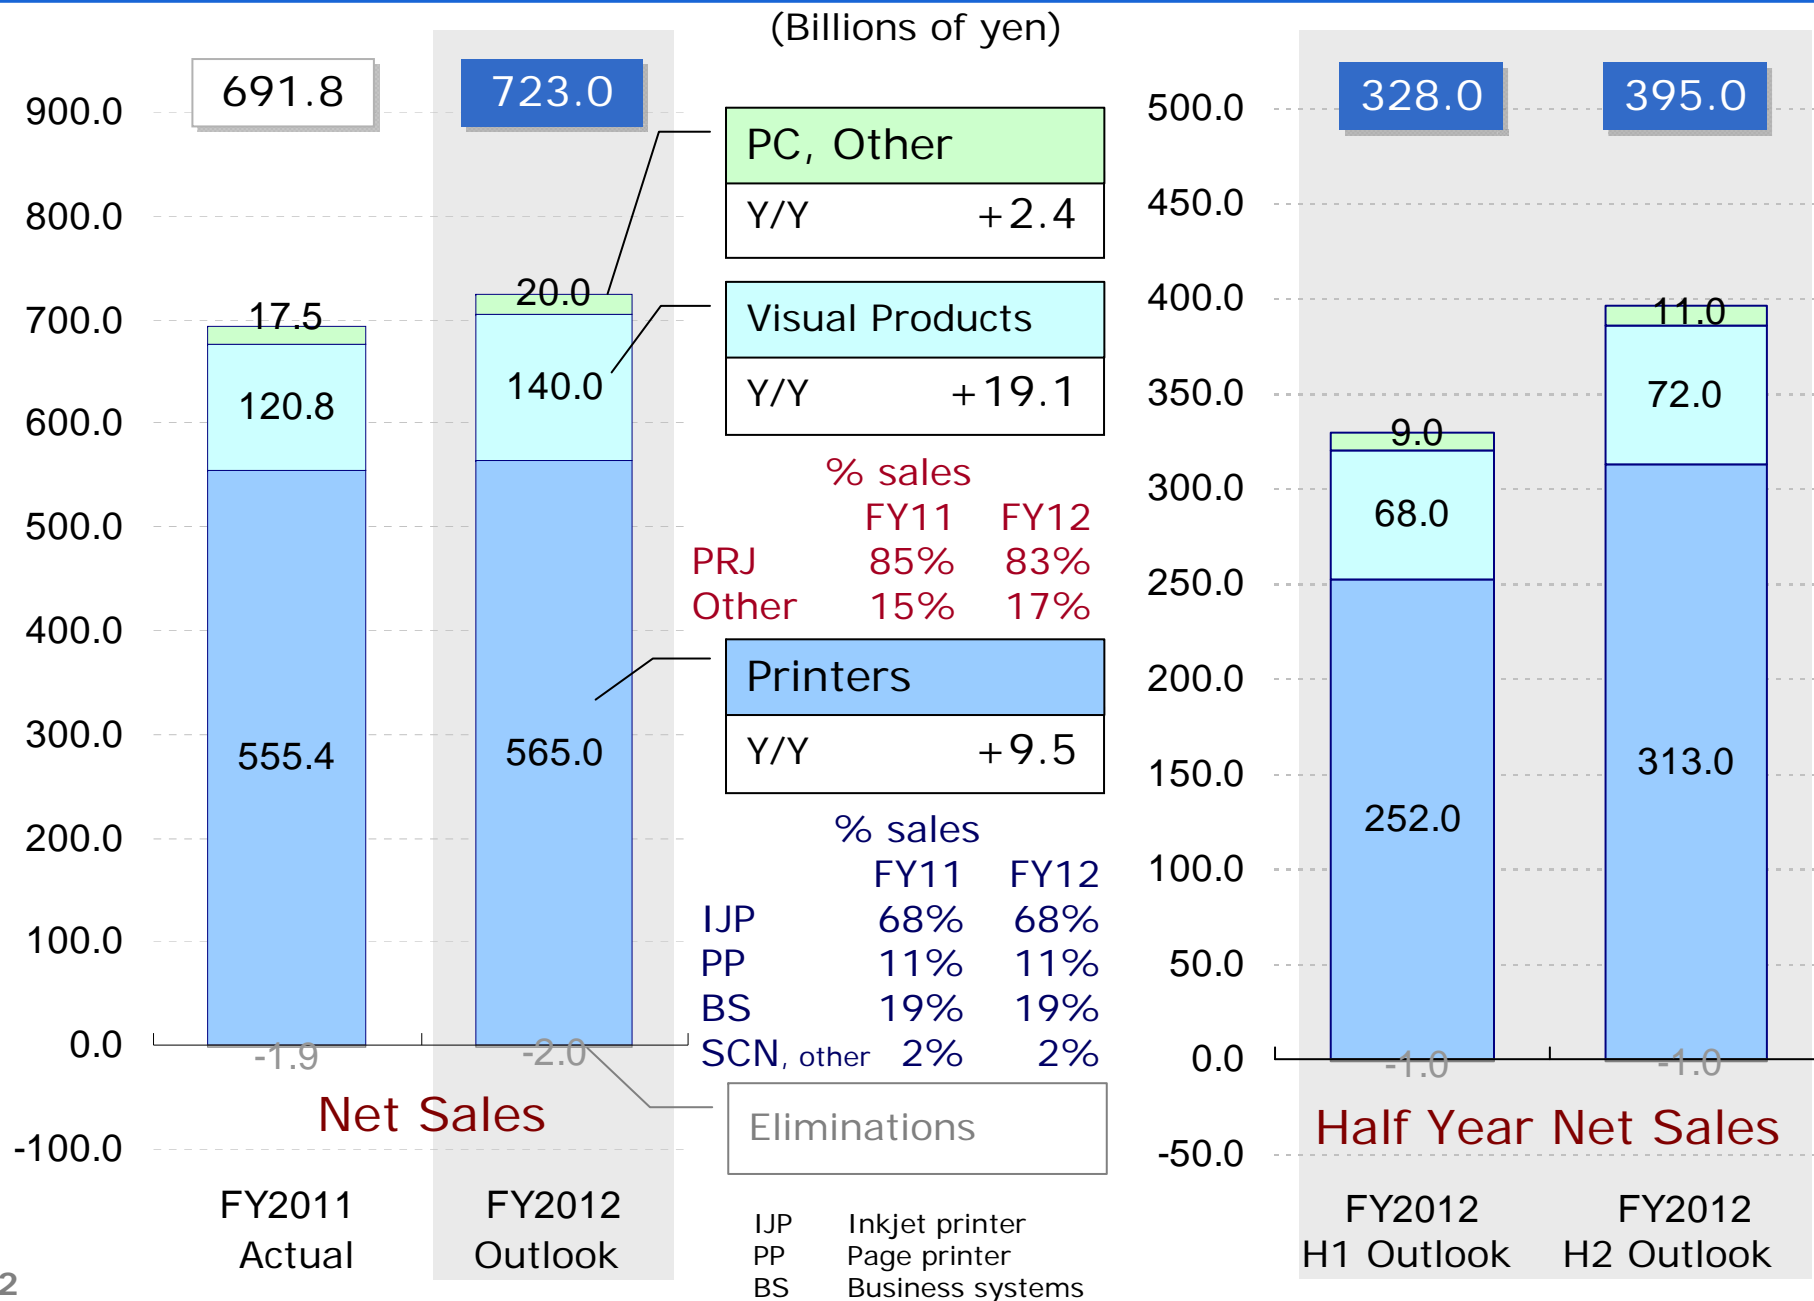 (Billions of yen)
691.8
723.0
900.0
800.0
700.0
600.0
500.0
400.0
300.0
200.0
100.0
0.0
-100.0
17.5
120.8
555.4
-1.9
20.0
140.0
565.0
-2.0
Net Sales
FY2011
Actual
FY2012
Outlook
PC, Other
Y/Y +2.4
Visual Products
Y/Y +19.1
% sales
FY11 FY12
PRJ 85% 83%
Other 15% 17%
Printers
Y/Y +9.5
% sales
FY11 FY12
IJP 68% 68%
PP 11% 11%
BS 19% 19%
SCN, other 2% 2%
Eliminations
IJP Inkjet printer
PP Page printer
BS Business systems
328.0
395.0
500.0
450.0
400.0
350.0
300.0
250.0
200.0
150.0
100.0
50.0
0.0
-50.0
9.0
68.0
252.0
-1.0
11.0
72.0
313.0
-1.0
Half Year Net Sales
FY2012
H1 Outlook
FY2012
H2 Outlook
2